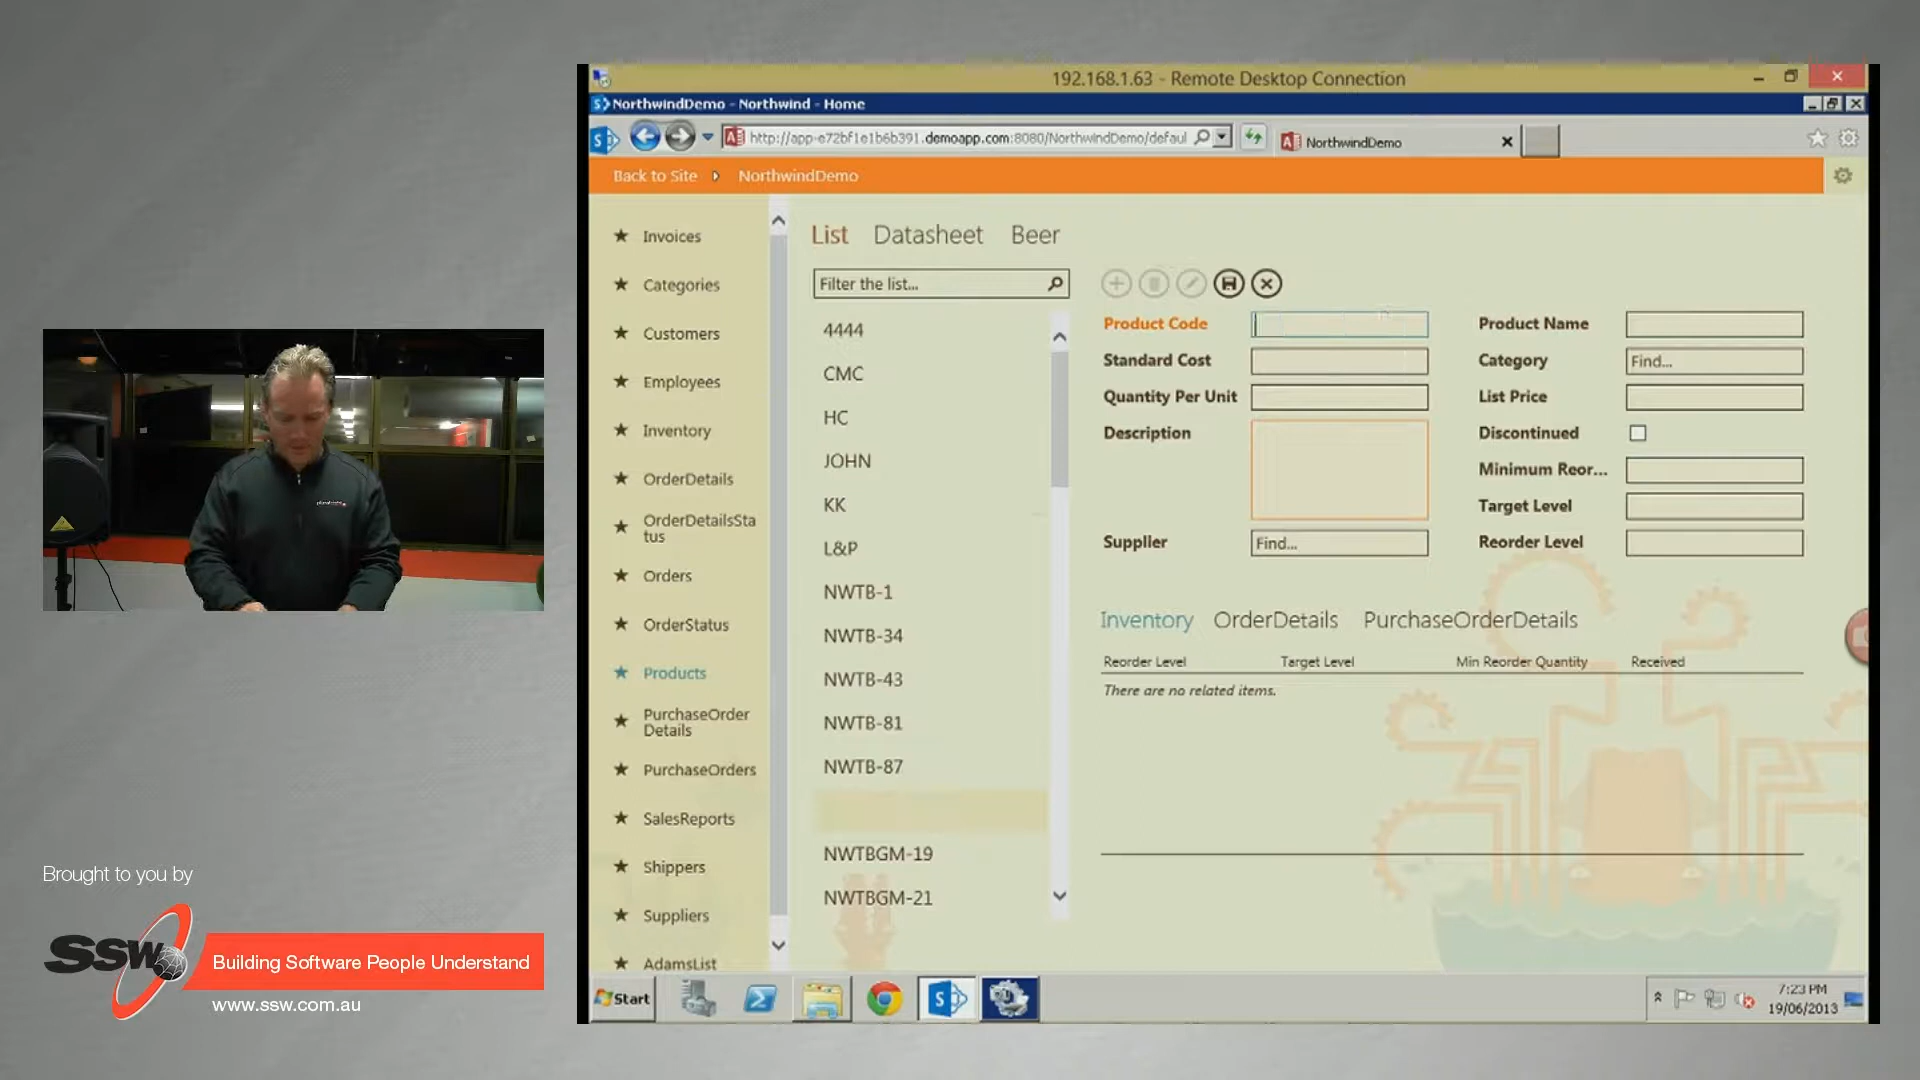 192.168.1.63 - Remote Desktop Connection
NorthwindDemo - Northwind - Home
http://app-e72bf1e1b6b391.demoapp.com:8080/NorthwindDemo/defaul
NorthwindDemo
Back to Site
NorthwindDemo
Invoices
Categories
Customers
Employees
Inventory
OrderDetails
OrderDetailsSta
tus
Orders
OrderStatus
Products
PurchaseOrder
Details
PurchaseOrders
SalesReports
Shippers
Suppliers
AdamsList
List Datasheet Beer
Filter the list...
4444
CMC
HC
JOHN
KK
L&P
NWTB-1
NWTB-34
NWTB-43
NWTB-81
NWTB-87
NWTBGM-19
NWTBGM-21
Product Code
Product Name
Standard Cost
Category Find...
Quantity Per Unit
List Price
Description
Discontinued
Minimum Reor...
Target Level
Supplier Find...
Reorder Level
Inventory OrderDetails PurchaseOrderDetails
Reorder Level Target Level Min Reorder Quantity Received
There are no related items.
Start
7:23 PM
19/06/2013
Brought to you by
SSW
Building Software People Understand
www.ssw.com.au